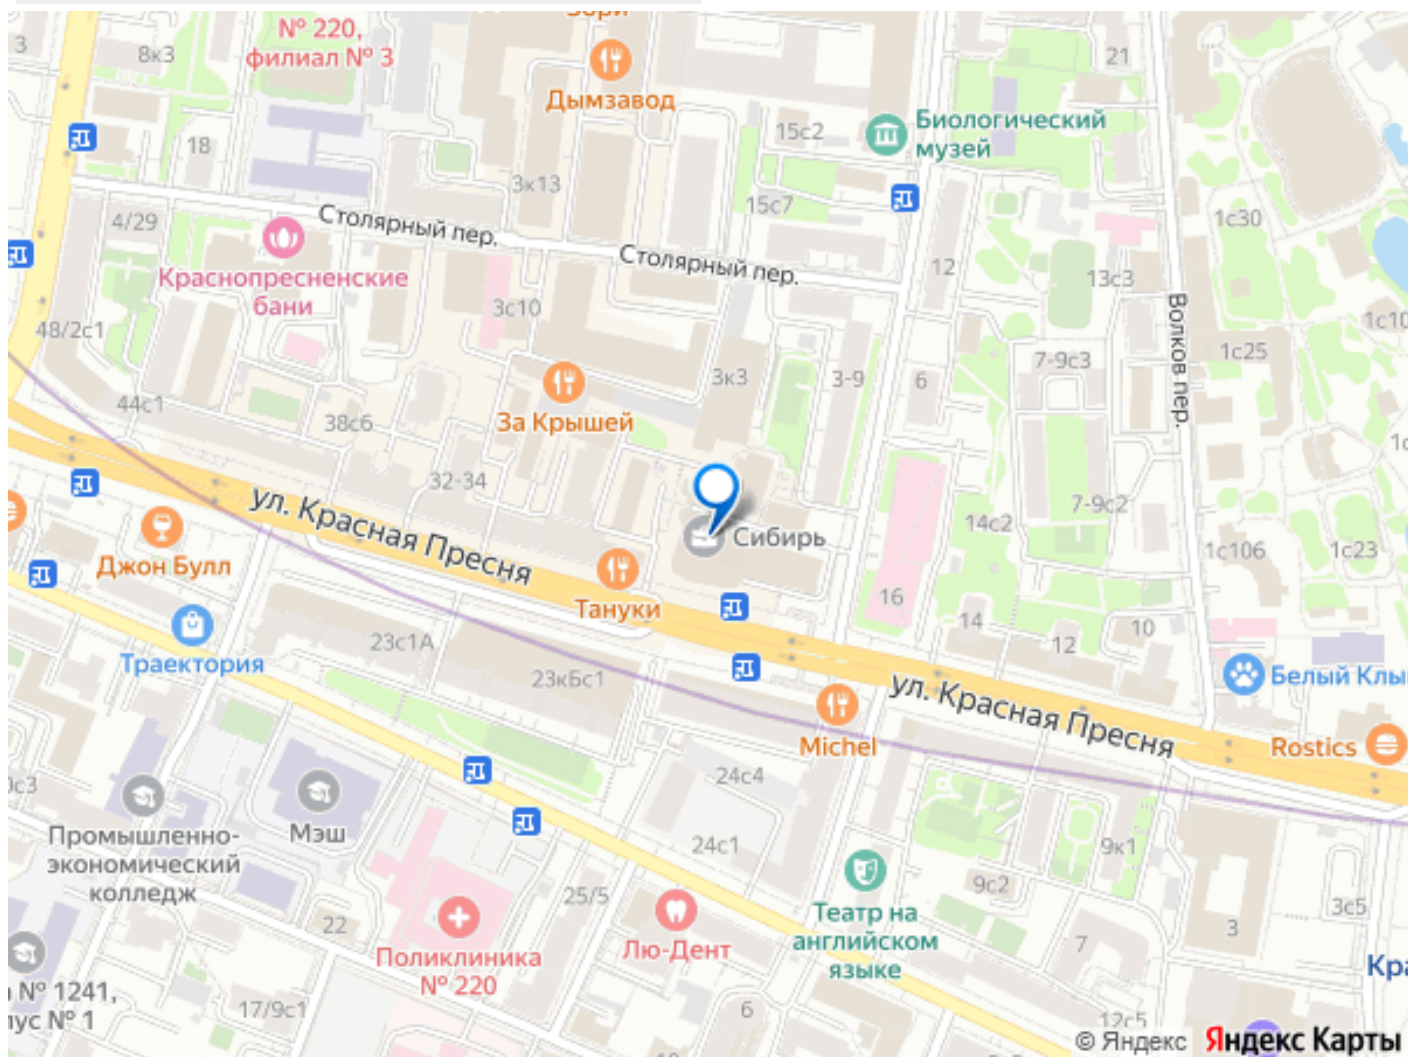 № 220,
филиал № 3
3
8к3
21
Дымзавод
15с2
Биологический
музей
18
3к13
15с7
1с30
4/29
Столярный пер.
Столярный пер.
12
13с3
Краснопресненские
бани
3с10
Волков пер.
48/2с1
1с25
7-9с3
3к3
3-9
6
44с1
38с6
За Крышей
32-34
7-9с2
ул. Красная Пресня
14с2
Сибирь
1с106
1с23
Джон Булл
Тануки
16
14
12
10
Траектория
23с1А
23кБс1
Белый Клы
ул. Красная Пресня
Michel
Rostics
24с4
Промышленно-
экономический
колледж
Мэш
24с1
9к1
9с2
25/5
22
Театр на
английском
языке
3с5
3
7
Поликлиника
№ 220
Лю-Дент
№ 1241,
17/9с1
6
12с5
© Яндекс
Яндекс Карты